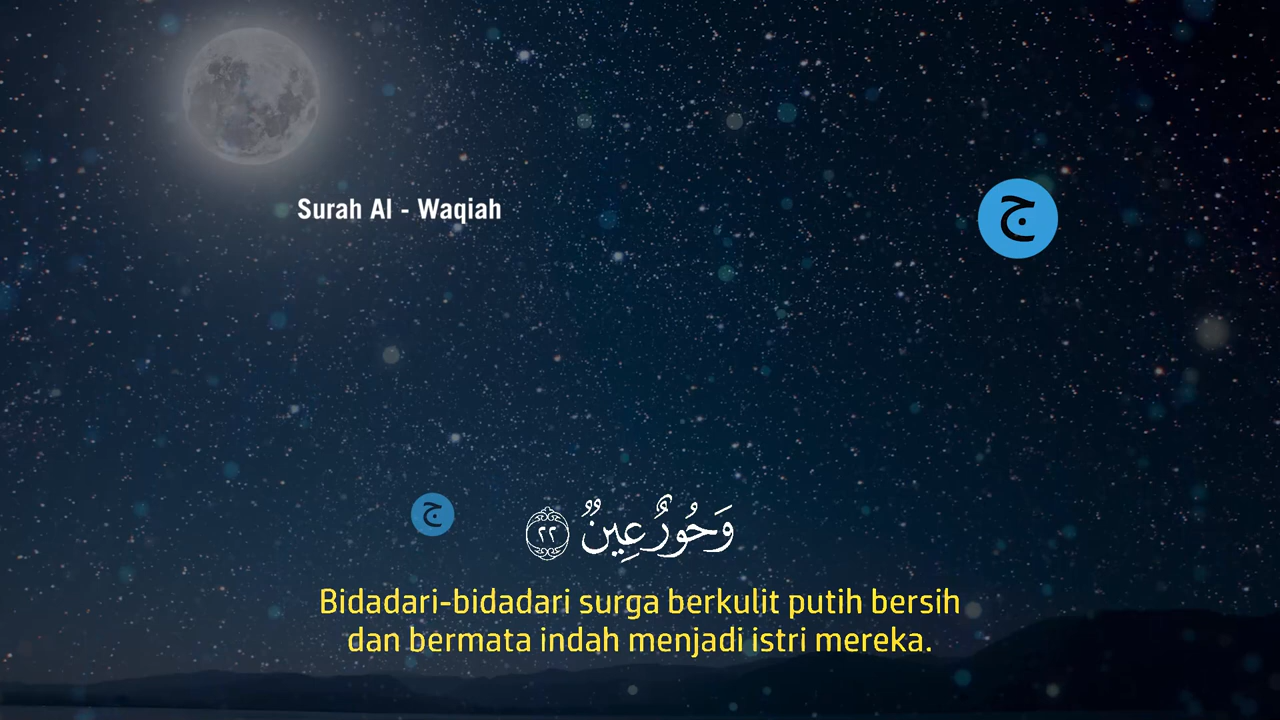 Surah Al - Waqiah
ج
ج
وَحُورٌ عِينٌ ٢٢
Bidadari-bidadari surga berkulit putih bersih
dan bermata indah menjadi istri mereka.